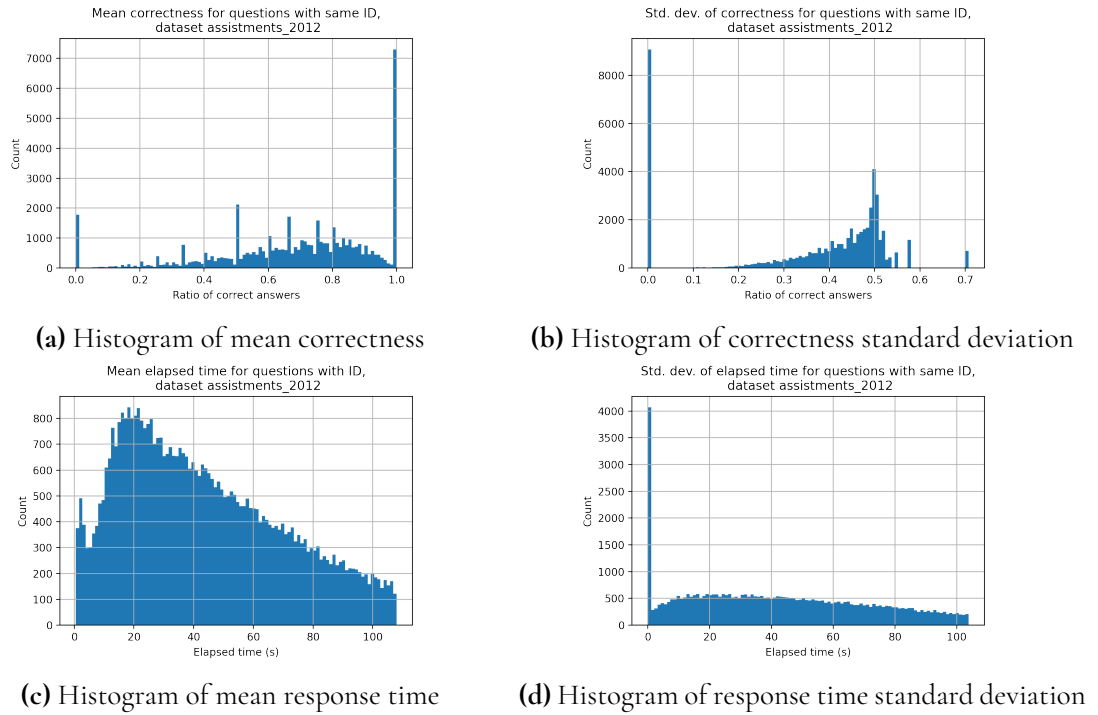 Mean correctness for questions with same ID,
dataset assistments_2012
7000
6000
5000
4000
3000
2000
1000
0
Count
0.0 0.2 0.4 0.6 0.8 1.0
Ratio of correct answers
(a) Histogram of mean correctness
Std. dev. of correctness for questions with same ID,
dataset assistments_2012
8000
6000
4000
2000
0
Count
0.0 0.1 0.2 0.3 0.4 0.5 0.6 0.7
Ratio of correct answers
(b) Histogram of correctness standard deviation
Mean elapsed time for questions with ID,
dataset assistments_2012
800
700
600
500
400
300
200
100
0
Count
0 20 40 60 80 100
Elapsed time (s)
(c) Histogram of mean response time
Std. dev. of elapsed time for questions with same ID,
dataset assistments_2012
4000
3500
3000
2500
2000
1500
1000
500
0
Count
0 20 40 60 80 100
Elapsed time (s)
(d) Histogram of response time standard deviation